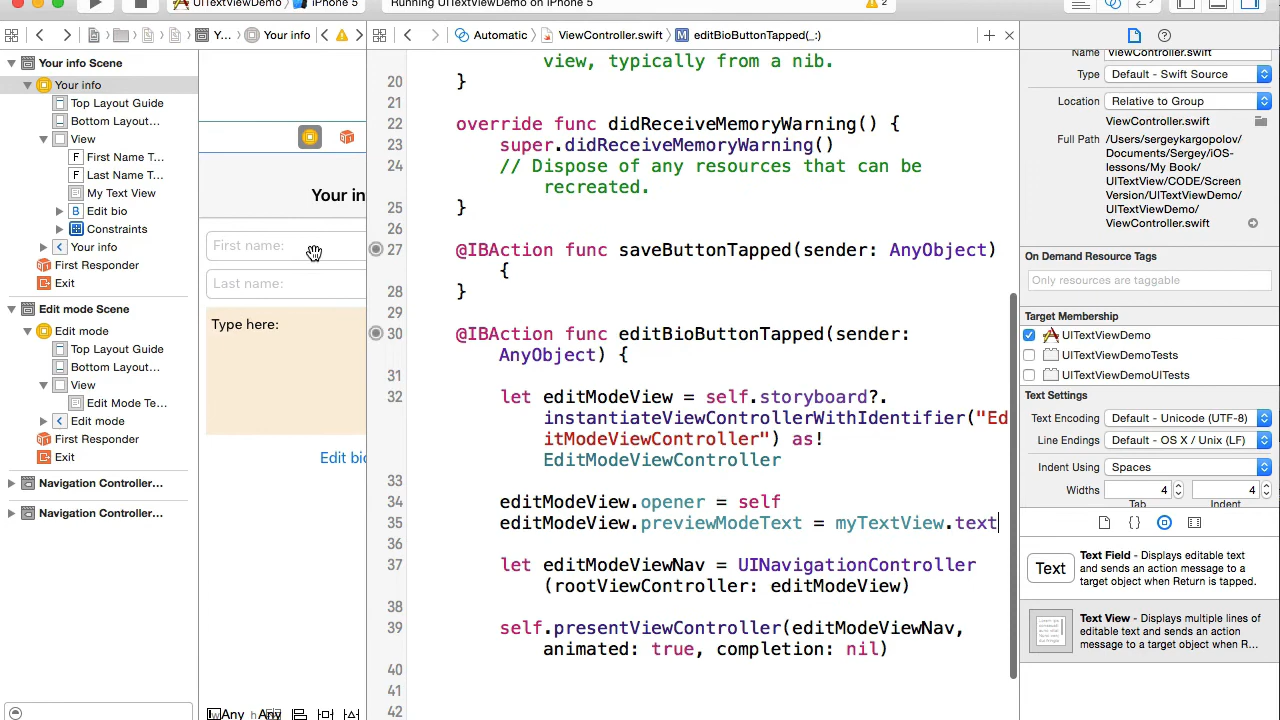 UITextViewDemo
iPhone 5
Running UITextViewDemo on iPhone 5
2
Y...
Your info
Automatic
ViewController.swift
editBioButtonTapped(_:)
Your info Scene
Your info
Top Layout Guide
Bottom Layout...
View
F First Name T...
F Last Name T...
My Text View
B Edit bio
Constraints
Your info
First Responder
Exit
Edit mode Scene
Edit mode
Top Layout Guide
Bottom Layout...
View
Edit Mode Te...
Edit mode
First Responder
Exit
Navigation Controller...
Navigation Controller...
Your in
First name:
Last name:
Type here:
Edit bio
Any
Any
view, typically from a nib.
20 }
21
22 override func didReceiveMemoryWarning() {
23 super.didReceiveMemoryWarning()
24 // Dispose of any resources that can be
recreated.
25 }
26
27 @IBAction func saveButtonTapped(sender: AnyObject)
{
28 }
29
30 @IBAction func editBioButtonTapped(sender:
AnyObject) {
31
32 let editModeView = self.storyboard?.
instantiateViewControllerWithIdentifier("Ed
itModeViewController") as!
EditModeViewController
33
34 editModeView.opener = self
35 editModeView.previewModeText = myTextView.text
36
37 let editModeViewNav = UINavigationController
(rootViewController: editModeView)
38
39 self.presentViewController(editModeViewNav,
animated: true, completion: nil)
40
41
42
Name ViewController.swift
Type Default - Swift Source
Location Relative to Group
ViewController.swift
Full Path /Users/sergeykargopolov/
Documents/Sergey/iOS-
lessons/My Book/
UITextView/CODE/Screen
Version/UITextViewDemo/
UITextViewDemo/
ViewController.swift
On Demand Resource Tags
Only resources are taggable
Target Membership
UITextViewDemo
UITextViewDemoTests
UITextViewDemoUITests
Text Settings
Text Encoding Default - Unicode (UTF-8)
Line Endings Default - OS X / Unix (LF)
Indent Using Spaces
Widths 4 4
Tab Indent
Text
Text Field - Displays editable text
and sends an action message to a
target object when Return is tapped.
Text View - Displays multiple lines of
editable text and sends an action
message to a target object when R...